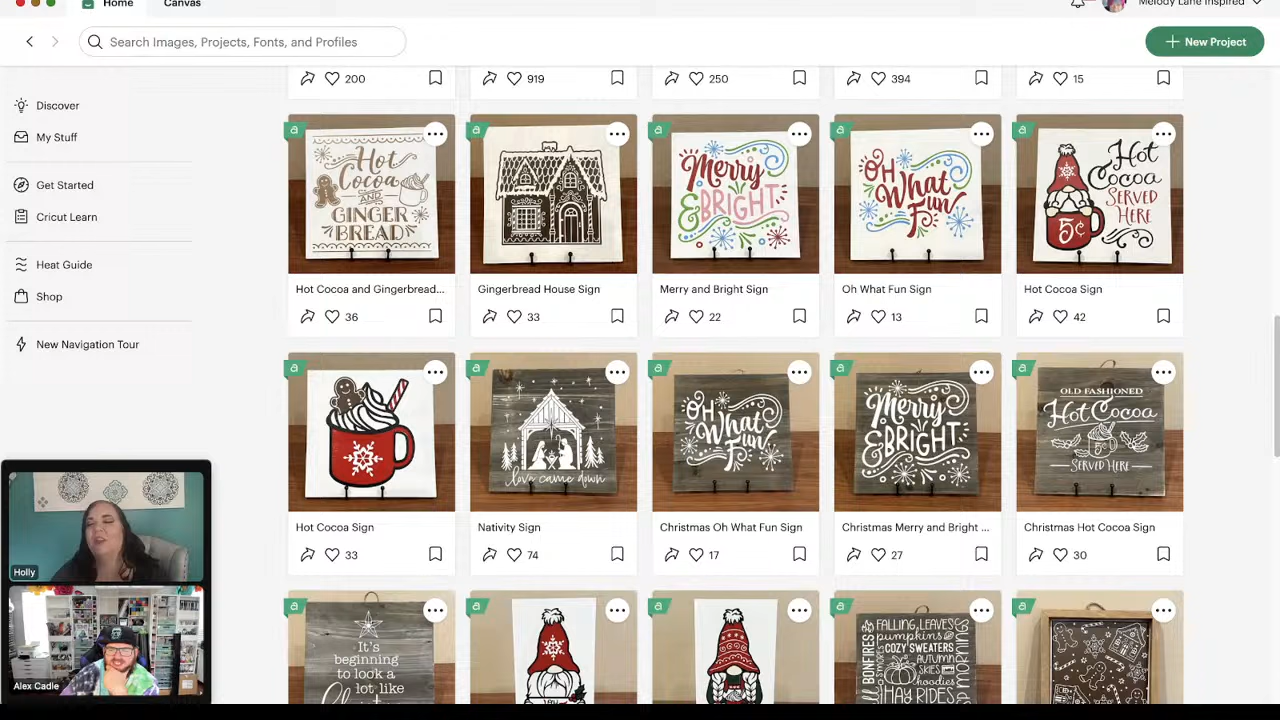 Home
Canvas
Melody Lane Inspired
Search Images, Projects, Fonts, and Profiles
New Project
Discover
My Stuff
Get Started
Cricut Learn
Heat Guide
Shop
New Navigation Tour
200
919
250
394
15
Hot
Cocoa
AND
GINGER
BREAD
Merry
& BRIGHT
OH
What
Fun
Hot
Cocoa
SERVED
HERE
5¢
Hot Cocoa and Gingerbread...
Gingerbread House Sign
Merry and Bright Sign
Oh What Fun Sign
Hot Cocoa Sign
36
33
22
13
42
love came down
OH
What
Fun
Merry
& BRIGHT
OLD FASHIONED
Hot Cocoa
5¢
SERVED HERE
Hot Cocoa Sign
Nativity Sign
Christmas Oh What Fun Sign
Christmas Merry and Bright ...
Christmas Hot Cocoa Sign
33
74
17
27
30
It's
beginning
to look a
lot like
FALLING LEAVES
pumpkins &
COZY SWEATERS
AUTUMN
SKIES
hoodies
HAY RIDES
BONFIRES
Holly
Alex Cadle